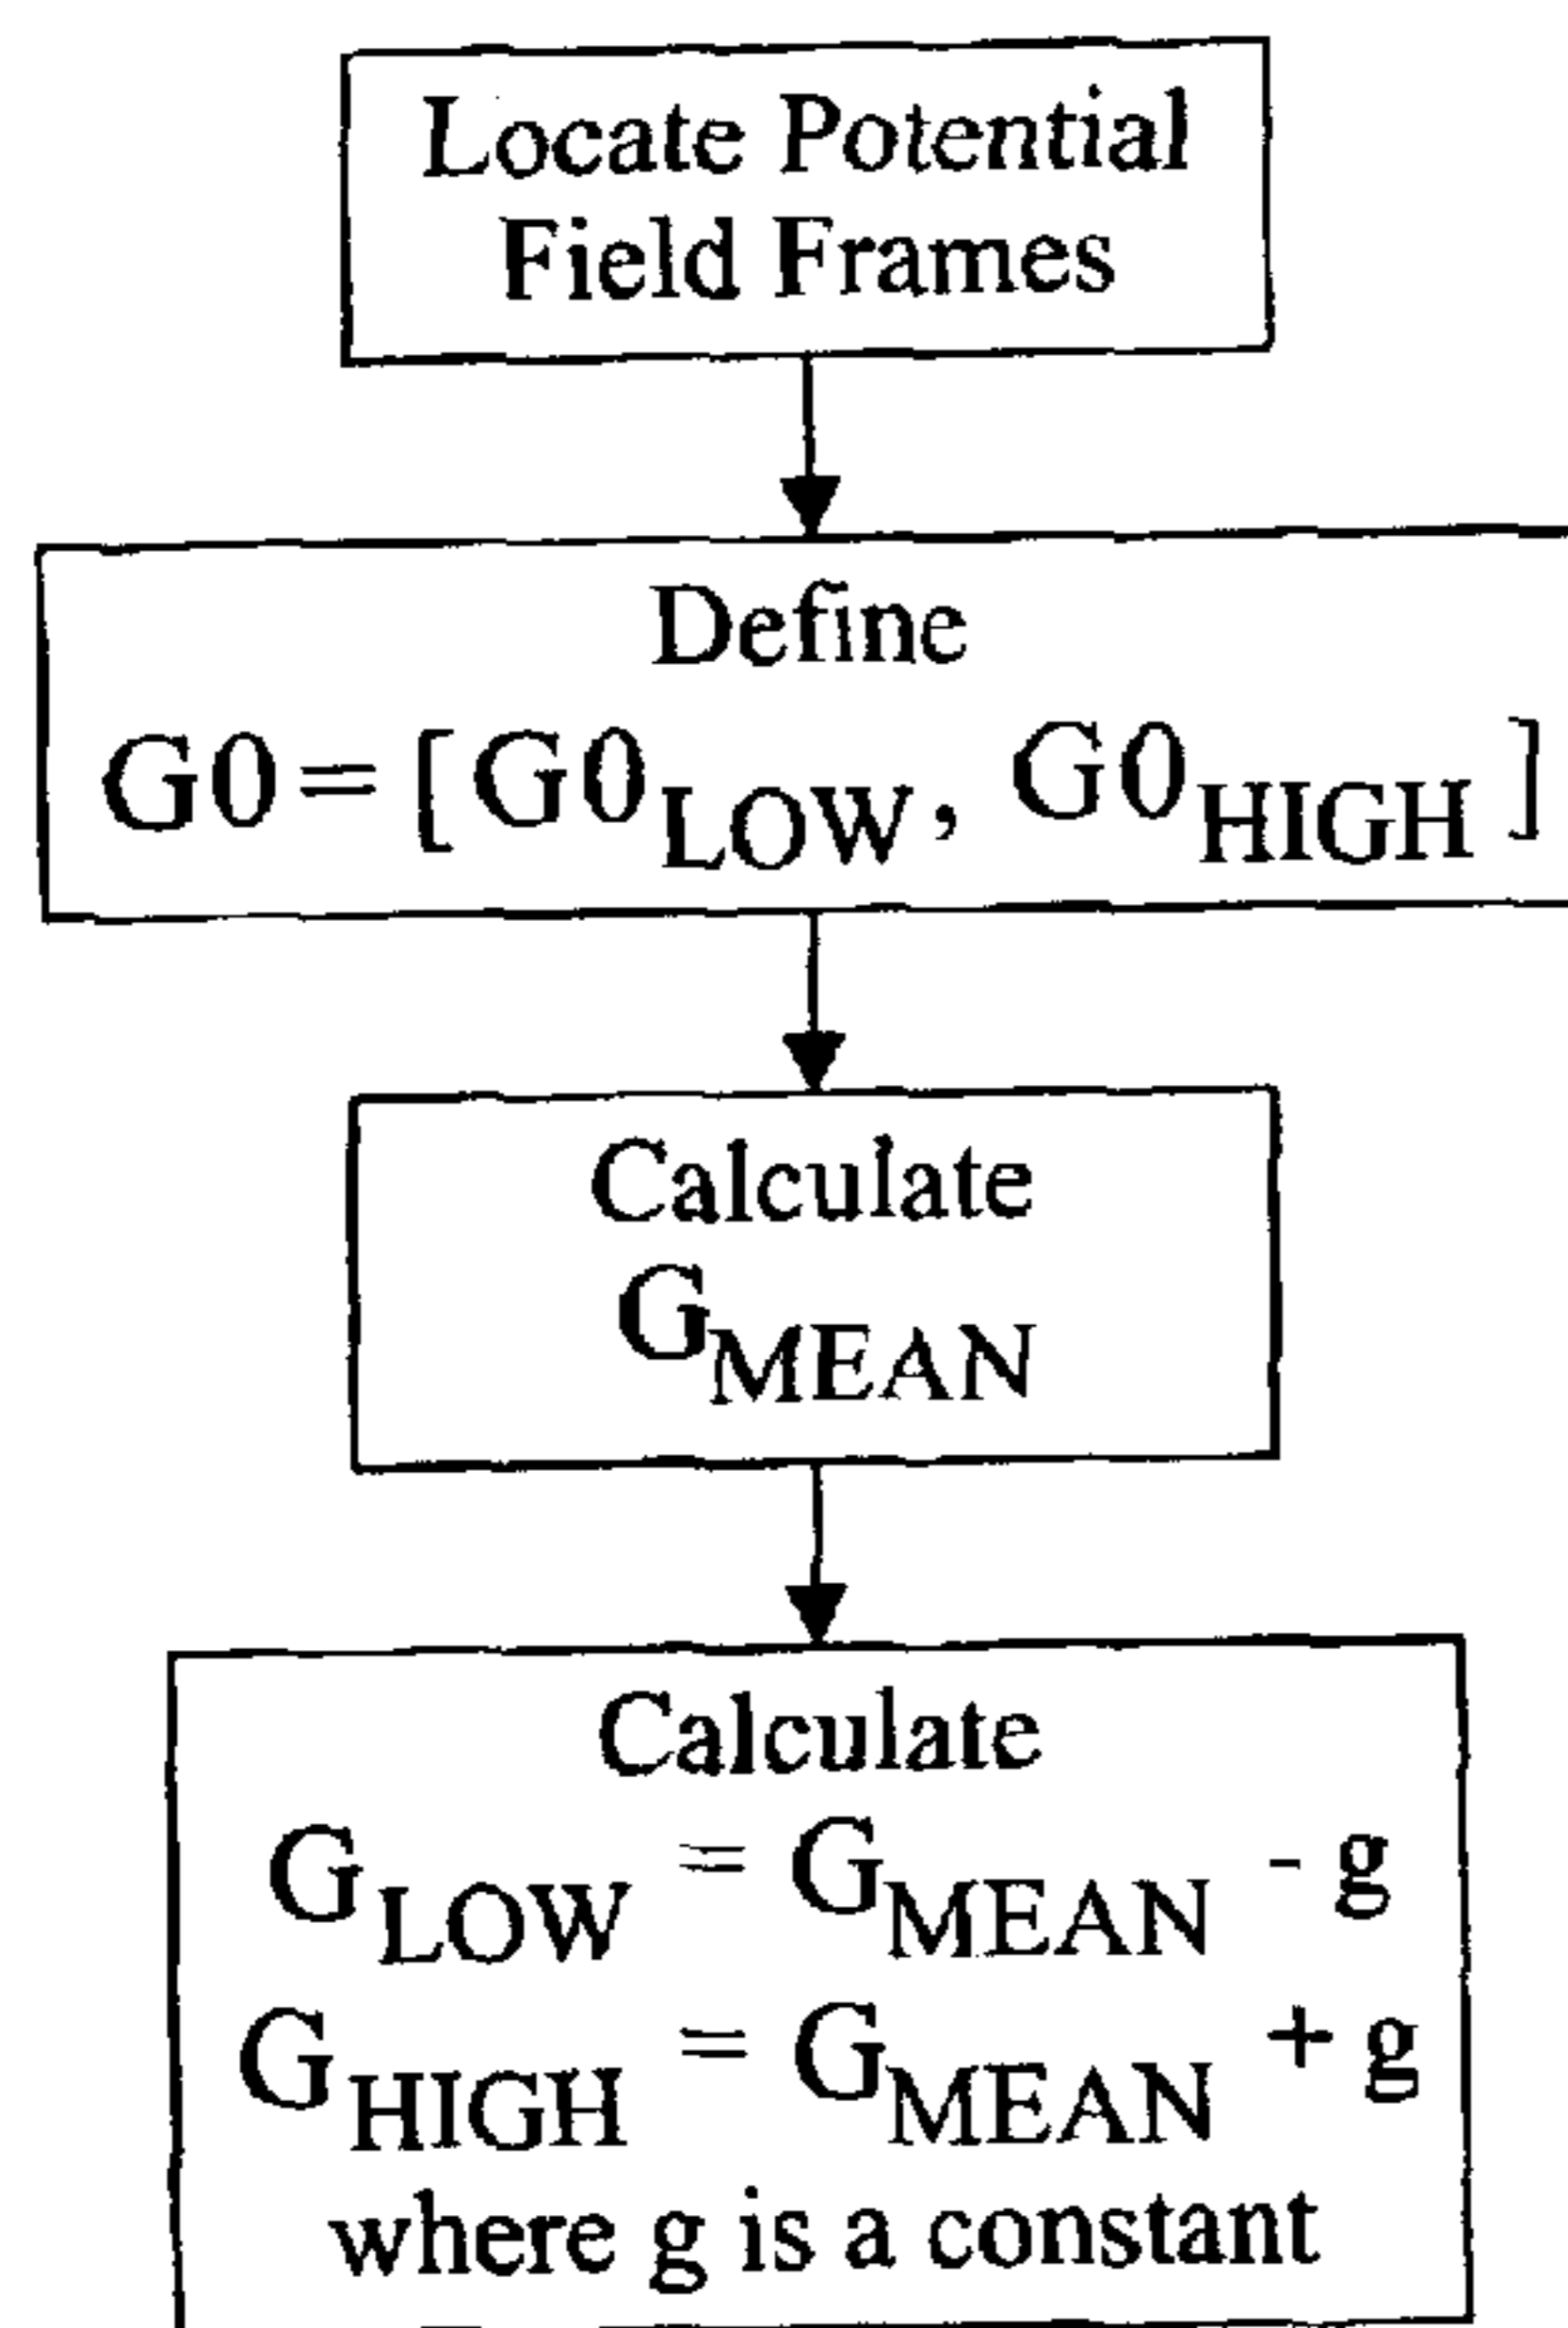 Locate Potential
Field Frames
Define
G0= [G0LOW, G0HIGH ]
Calculate
GMEAN
Calculate
GLOW = GMEAN - g
GHIGH = GMEAN + g
where g is a constant